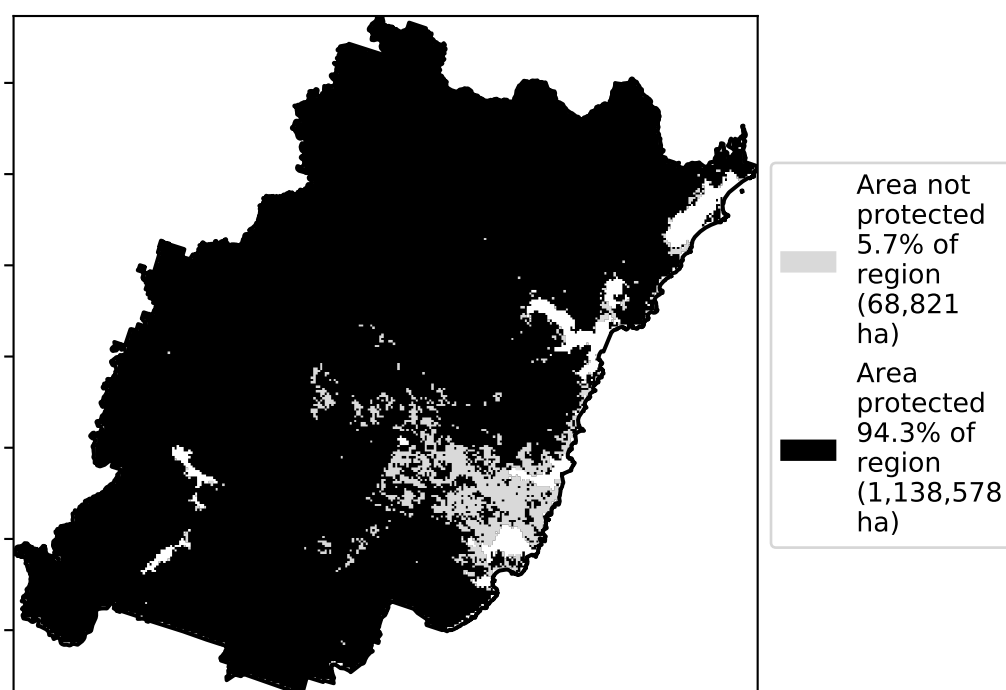 Area not
protected
5.7% of
region
(68,821
ha)
Area
protected
94.3% of
region
(1,138,578
ha)